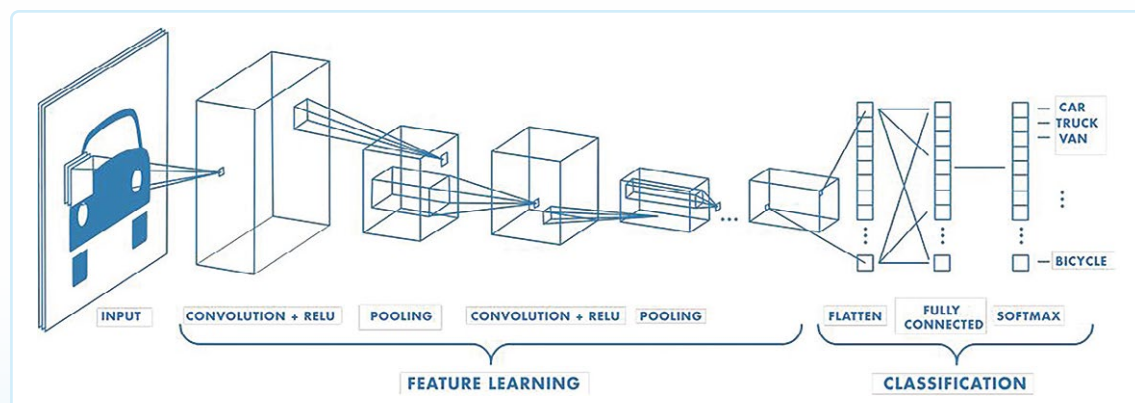 CAR
TRUCK
VAN
BICYCLE
INPUT
CONVOLUTION + RELU
POOLING
CONVOLUTION + RELU
POOLING
FLATTEN
FULLY
CONNECTED
SOFTMAX
FEATURE LEARNING
CLASSIFICATION